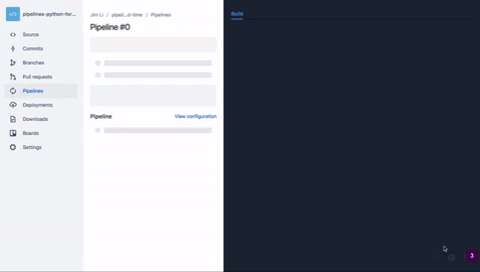 pipelines-python-for...
Source
Commits
Branches
Pull requests
Pipelines
Deployments
Downloads
Boards
Settings
Jim Li / pipeli...d-time / Pipelines
Pipeline #0
Pipeline View configuration
Build
3